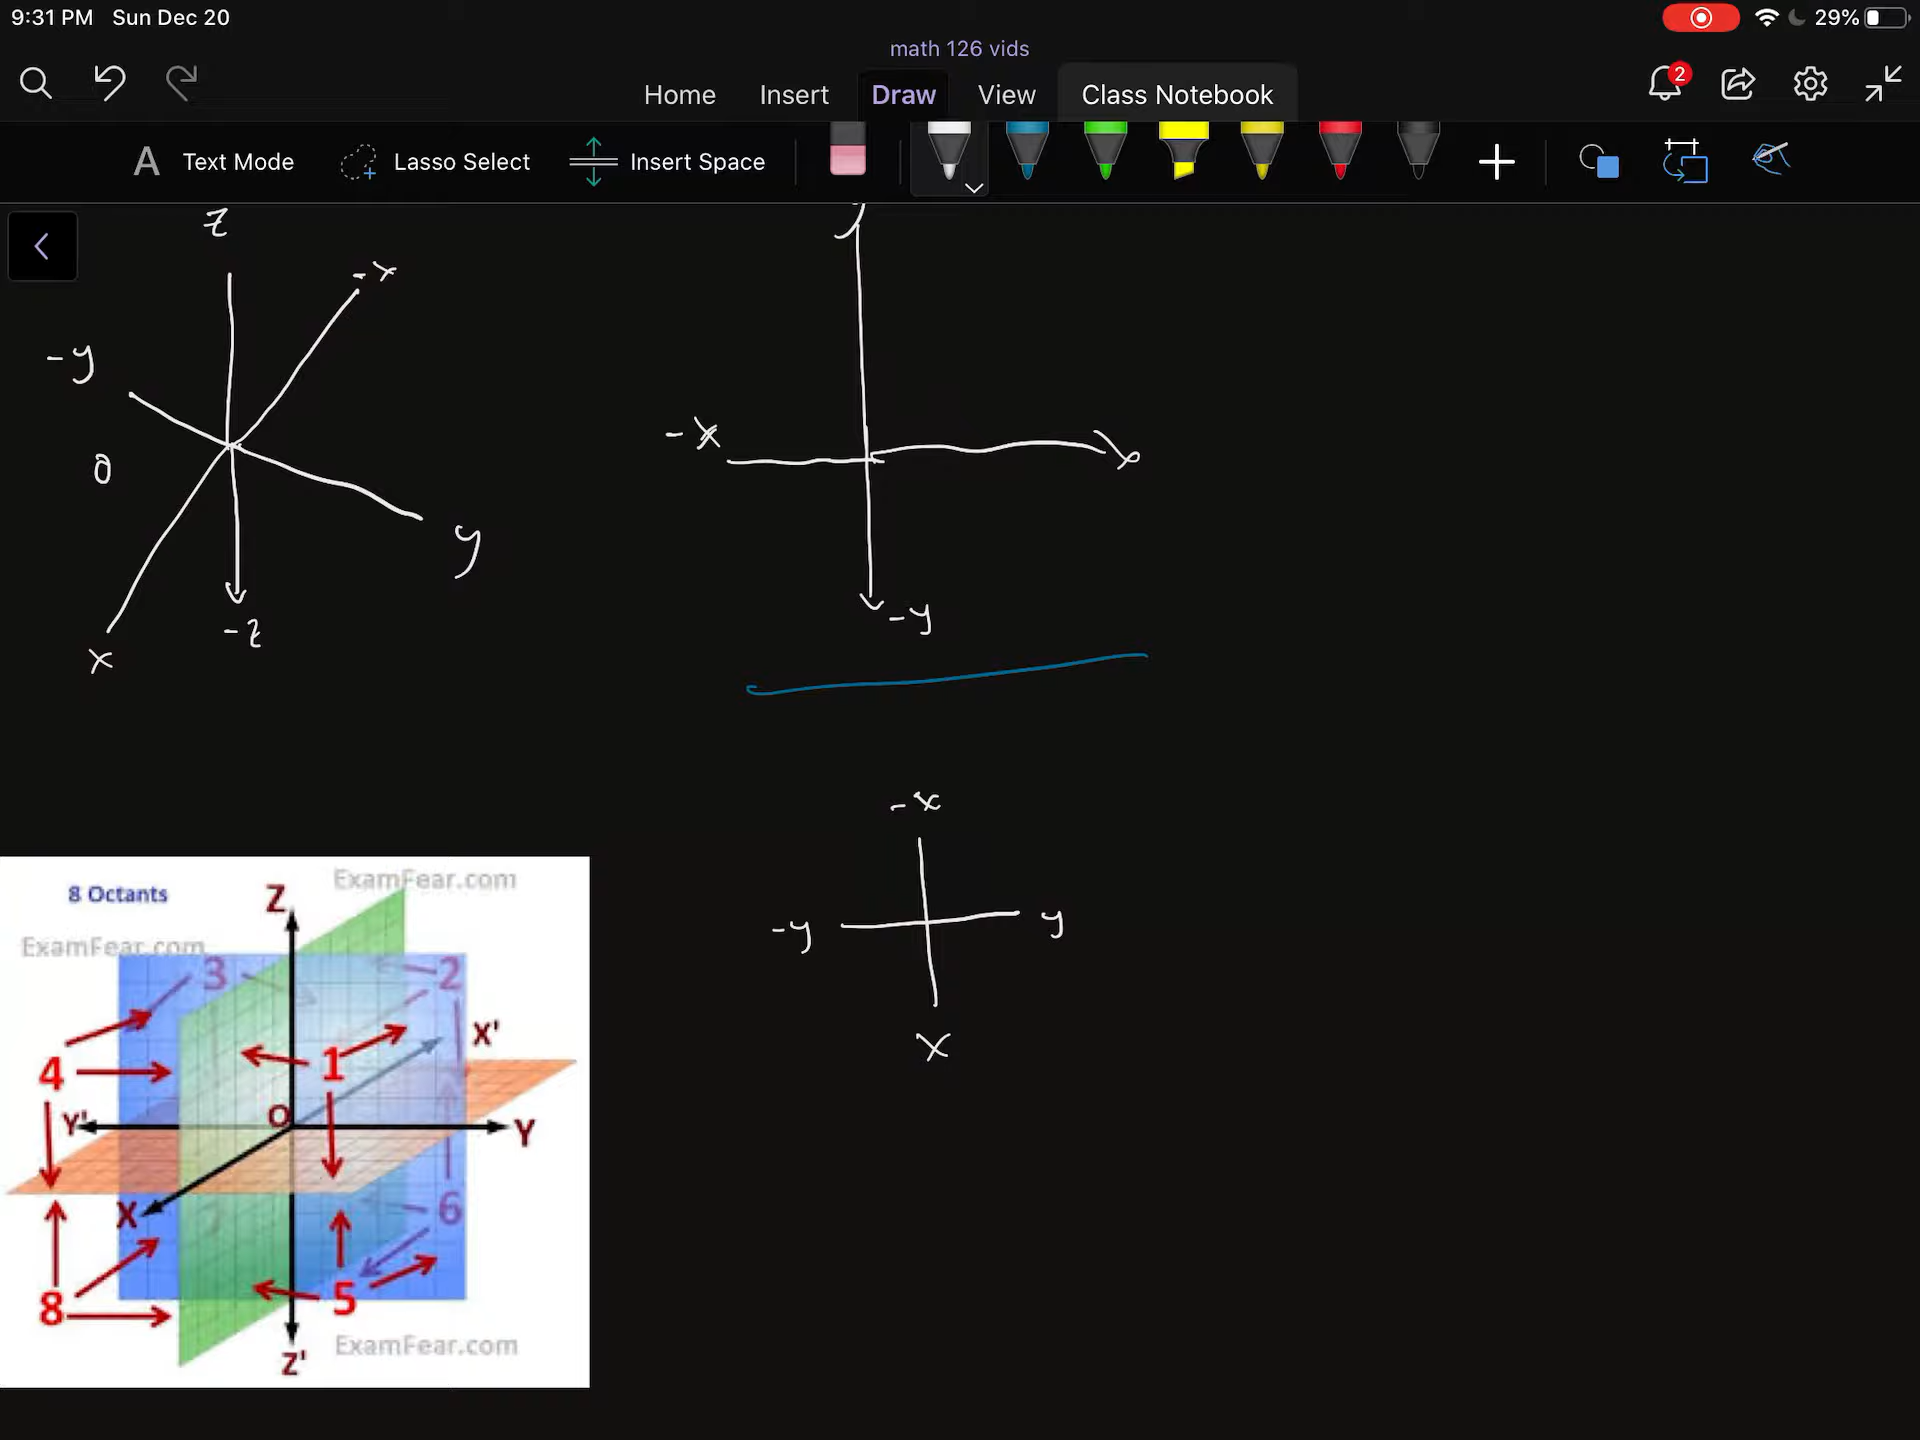 9:31 PM Sun Dec 20
29%
math 126 vids
Home Insert Draw View Class Notebook
2
A Text Mode Lasso Select Insert Space
z
-x
-y
0
y
x
-z
y
-x
x
-y
-x
-y
y
x
8 Octants
Z
ExamFear.com
ExamFear.com
3
2
X'
4
1
Y'
O
Y
X
6
8
5
Z'
ExamFear.com